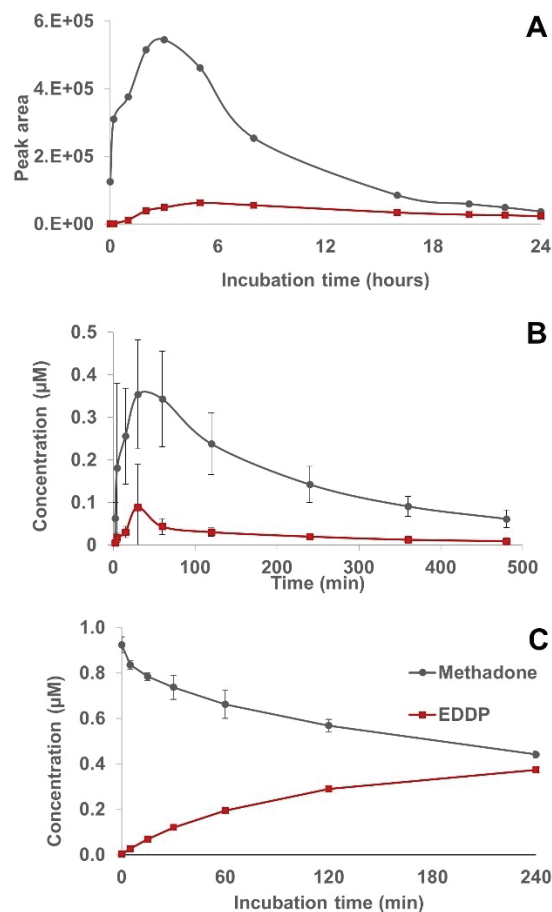 A
6.E+05
4.E+05
2.E+05
0.E+00
Peak area
0 6 12 18 24
Incubation time (hours)
B
0.5
0.4
0.3
0.2
0.1
0
Concentration (µM)
0 100 200 300 400 500
Time (min)
C
1.0
0.8
0.6
0.4
0.2
0.0
Concentration (µM)
Methadone
EDDP
0 60 120 180 240
Incubation time (min)